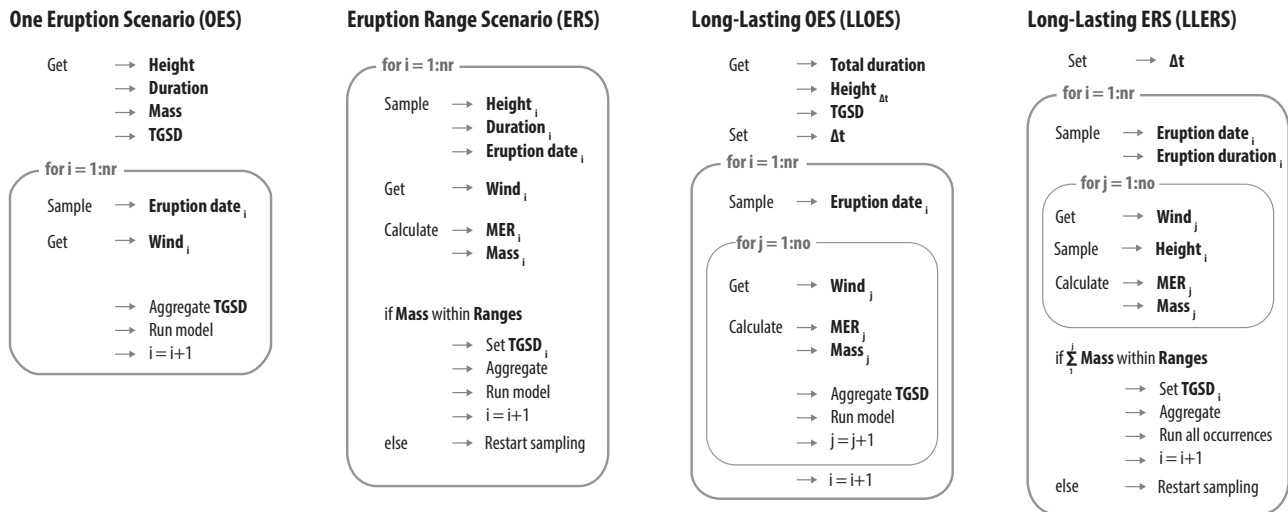 One Eruption Scenario (OES)
Get → Height
→ Duration
→ Mass
→ TGSD
for i = 1:nr
Sample → Eruption date i
Get → Wind i
→ Aggregate TGSD
→ Run model
→ i = i+1
Eruption Range Scenario (ERS)
for i = 1:nr
Sample → Height i
→ Duration i
→ Eruption date i
Get → Wind i
Calculate → MER i
→ Mass i
if Mass within Ranges
→ Set TGSD i
→ Aggregate
→ Run model
→ i = i+1
else → Restart sampling
Long-Lasting OES (LLOES)
Get → Total duration
→ Height Δt
→ TGSD
Set → Δt
for i = 1:nr
Sample → Eruption date i
for j = 1:no
Get → Wind j
Calculate → MER j
→ Mass j
→ Aggregate TGSD
→ Run model
→ j = j+1
→ i = i+1
Long-Lasting ERS (LLERS)
Set → Δt
for i = 1:nr
Sample → Eruption date i
→ Eruption duration i
for j = 1:no
Get → Wind j
Sample → Height i
Calculate → MER j
→ Mass j
if Σ j 1 Mass within Ranges
→ Set TGSD i
→ Aggregate
→ Run all occurrences
→ i = i+1
else → Restart sampling